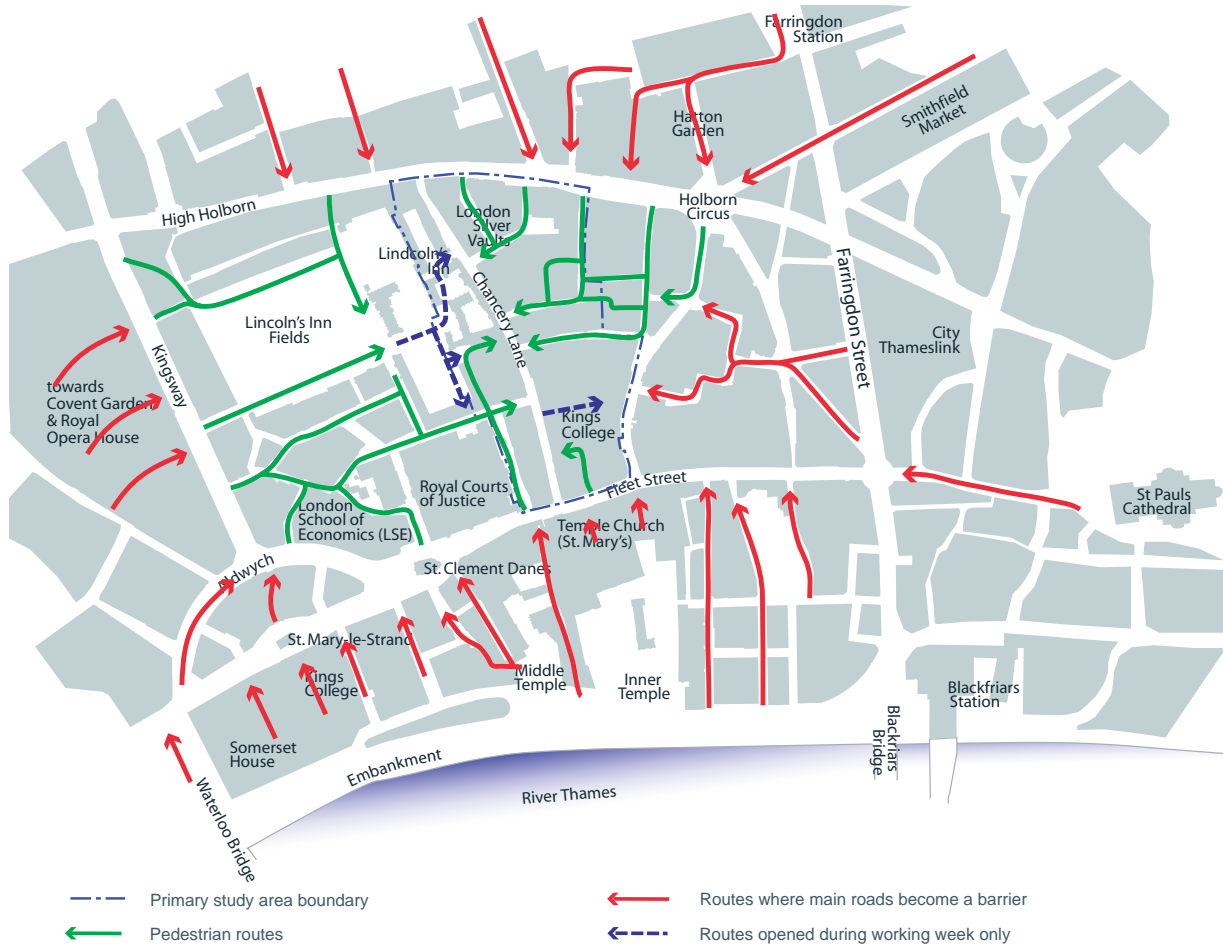 Farringdon
Station
Smithfield
Market
Hatton
Garden
High Holborn
Holborn
Circus
London
Silver
Vaults
Lindcoln's
Inn
Chancery Lane
Farringdon Street
Lincoln's Inn
Fields
City
Thameslink
Kingsway
towards
Covent Garden
& Royal
Opera House
Kings
College
Royal Courts
of Justice
Fleet Street
London
School of
Economics (LSE)
Temple Church
(St. Mary's)
St Pauls
Cathedral
Aldwych
St. Clement Danes
St. Mary-le-Strand
Kings
College
Middle
Temple
Inner
Temple
Blackfriars
Station
Somerset
House
Embankment
Blackriars
Bridge
River Thames
Waterloo Bridge
Primary study area boundary
Routes where main roads become a barrier
Pedestrian routes
Routes opened during working week only